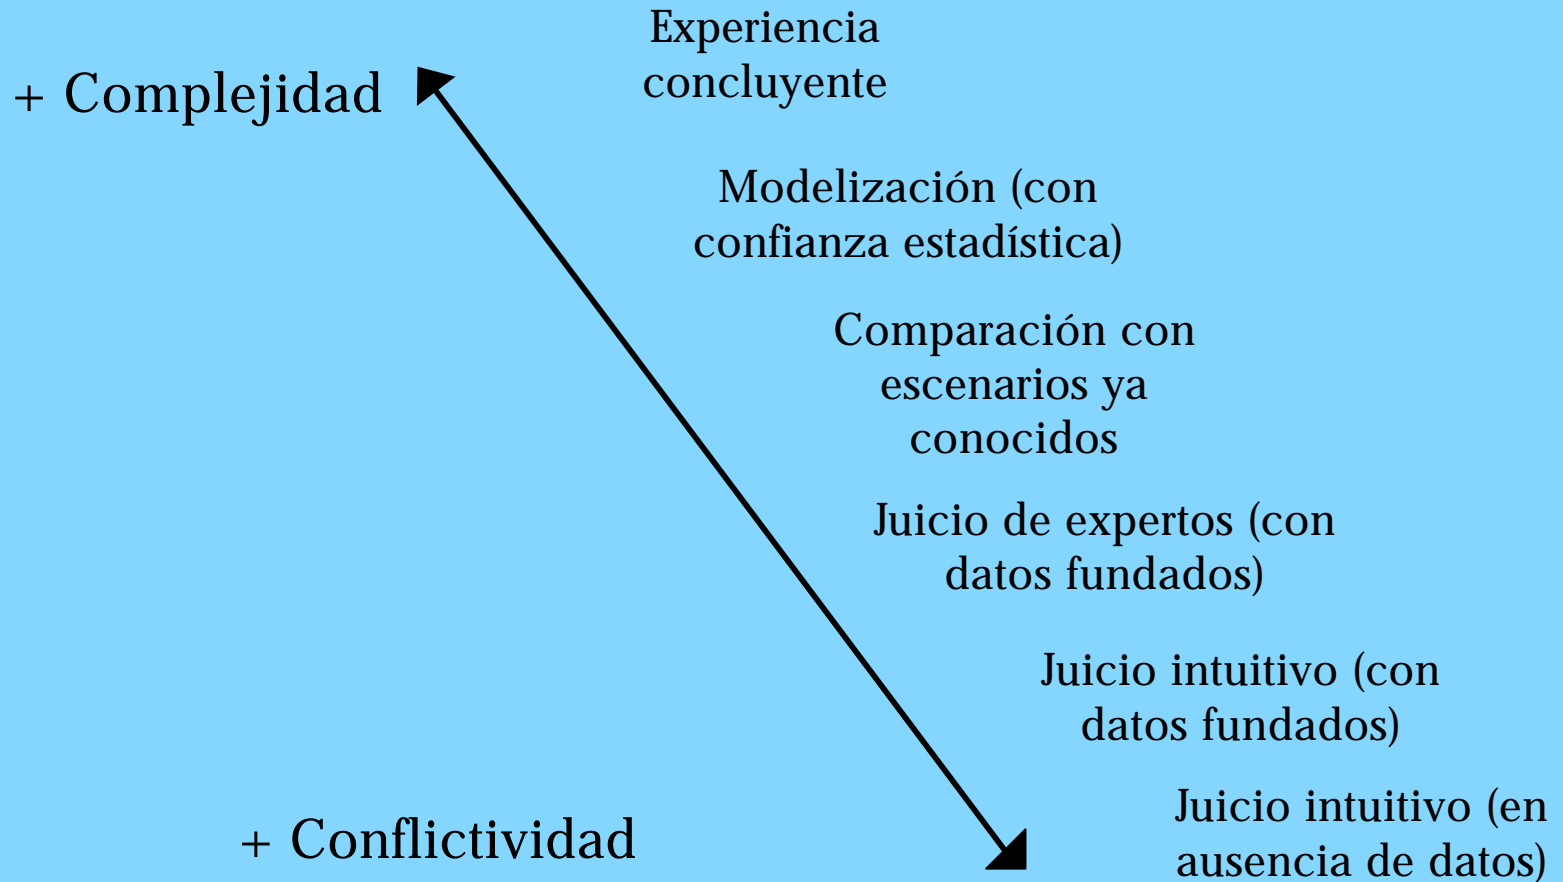 Experiencia
concluyente
+ Complejidad
Modelización (con
confianza estadística)
Comparación con
escenarios ya
conocidos
Juicio de expertos (con
datos fundados)
Juicio intuitivo (con
datos fundados)
Juicio intuitivo (en
ausencia de datos)
+ Conflictividad